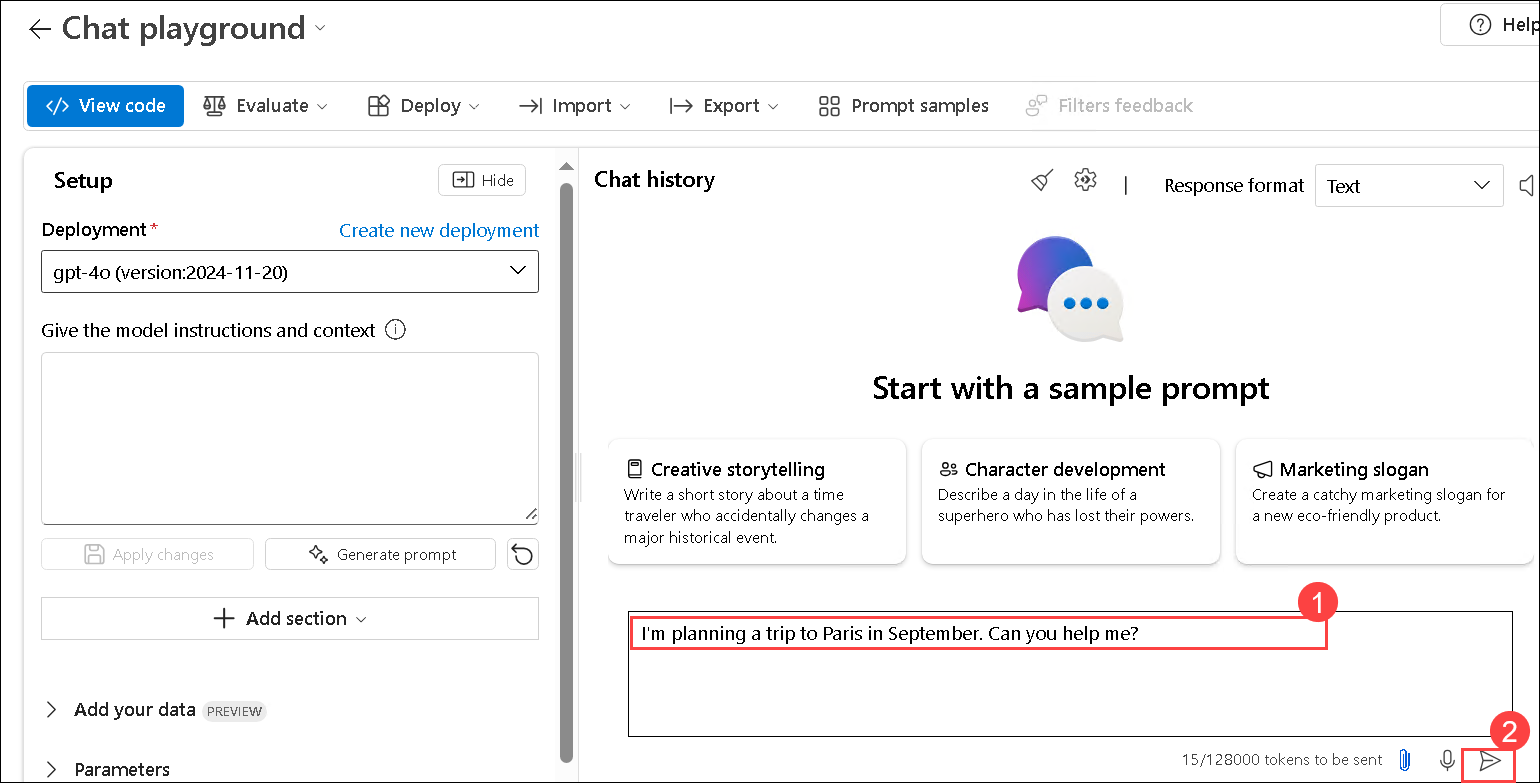 Chat playground
Help
View code
Evaluate
Deploy
Import
Export
Prompt samples
Filters feedback
Setup
Hide
Deployment*
Create new deployment
gpt-4o (version:2024-11-20)
Give the model instructions and context
Apply changes
Generate prompt
Add section
Add your data PREVIEW
Parameters
Chat history
Response format
Text
Start with a sample prompt
Creative storytelling
Write a short story about a time
traveler who accidentally changes a
major historical event.
Character development
Describe a day in the life of a
superhero who has lost their powers.
Marketing slogan
Create a catchy marketing slogan for
a new eco-friendly product.
1
I'm planning a trip to Paris in September. Can you help me?
2
15/128000 tokens to be sent